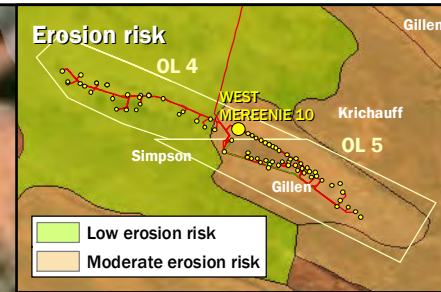 Erosion risk
Gillen
OL 4
WEST
MEREENIE 10
Krichauff
OL 5
Simpson
Gillen
Low erosion risk
Moderate erosion risk